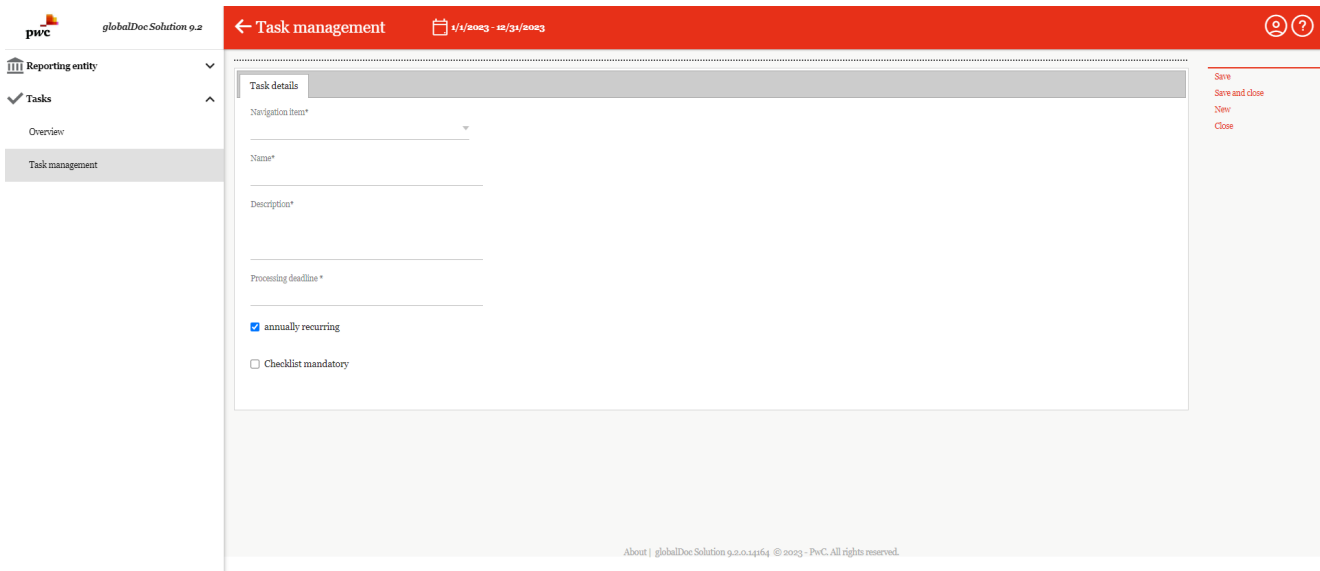 pwc
globalDoc Solution 9.2
Task management
1/1/2023 - 12/31/2023
Reporting entity
Tasks
Overview
Task management
Task details
Navigation item*
Name*
Description*
Processing deadline *
annually recurring
Checklist mandatory
Save
Save and close
New
Close
About | globalDoc Solution 9.2.0.14164 © 2023 - PwC. All rights reserved.